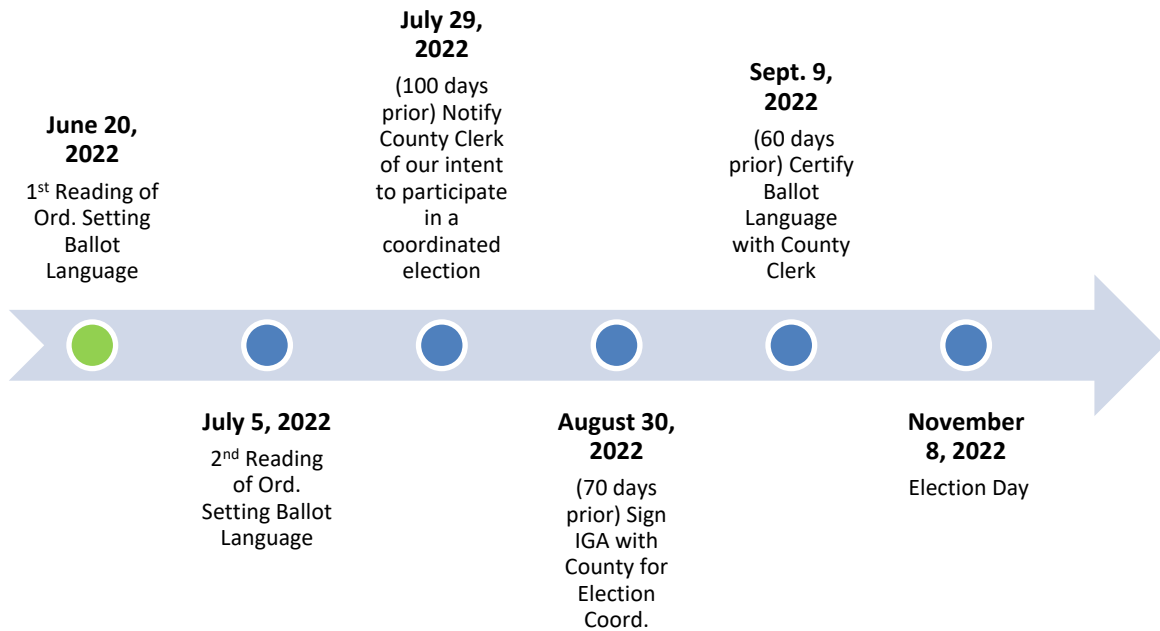 June 20,
2022
1st Reading of
Ord. Setting
Ballot
Language
July 5, 2022
2nd Reading
of Ord.
Setting Ballot
Language
July 29,
2022
(100 days
prior) Notify
County Clerk
of our intent
to participate
in a
coordinated
election
August 30,
2022
(70 days
prior) Sign
IGA with
County for
Election
Coord.
Sept. 9,
2022
(60 days
prior) Certify
Ballot
Language
with County
Clerk
November
8, 2022
Election Day